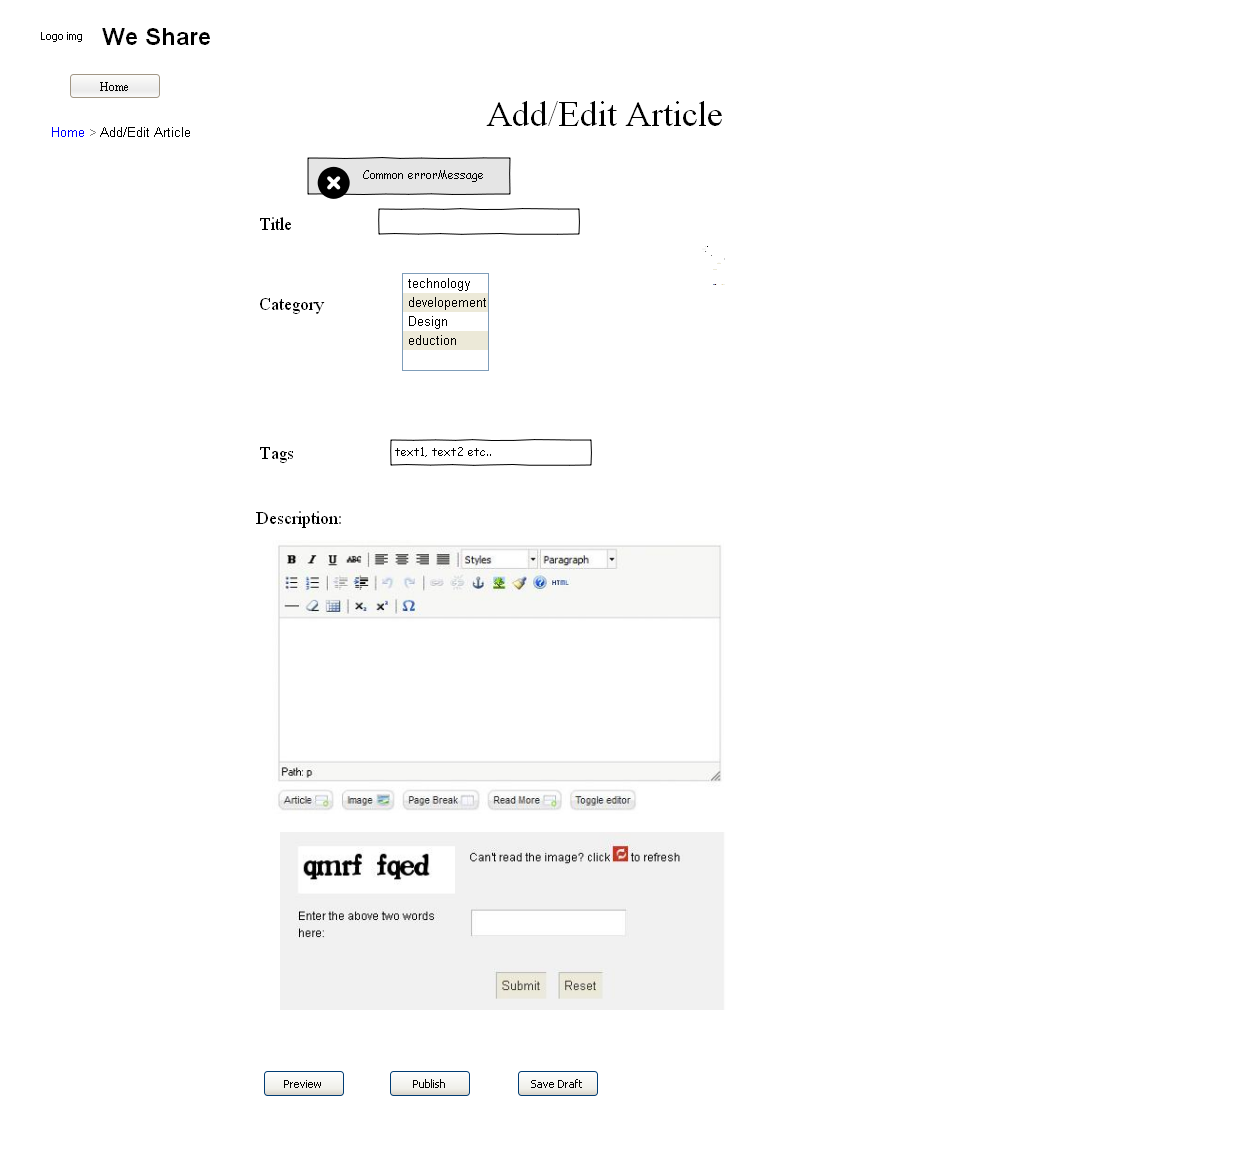 Logo img We Share
Home
Add/Edit Article
Home > Add/Edit Article
Common errorMessage
Title
technology
developement
Category
Design
eduction
Tags
text1, text2 etc..
Description:
B I U ABC Styles Paragraph
HTML
X₂ X² Ω
Path: p
Article Image Page Break Read More Toggle editor
qmrf fqed
Can't read the image? click to refresh
Enter the above two words
here:
Submit Reset
Preview Publish Save Draft